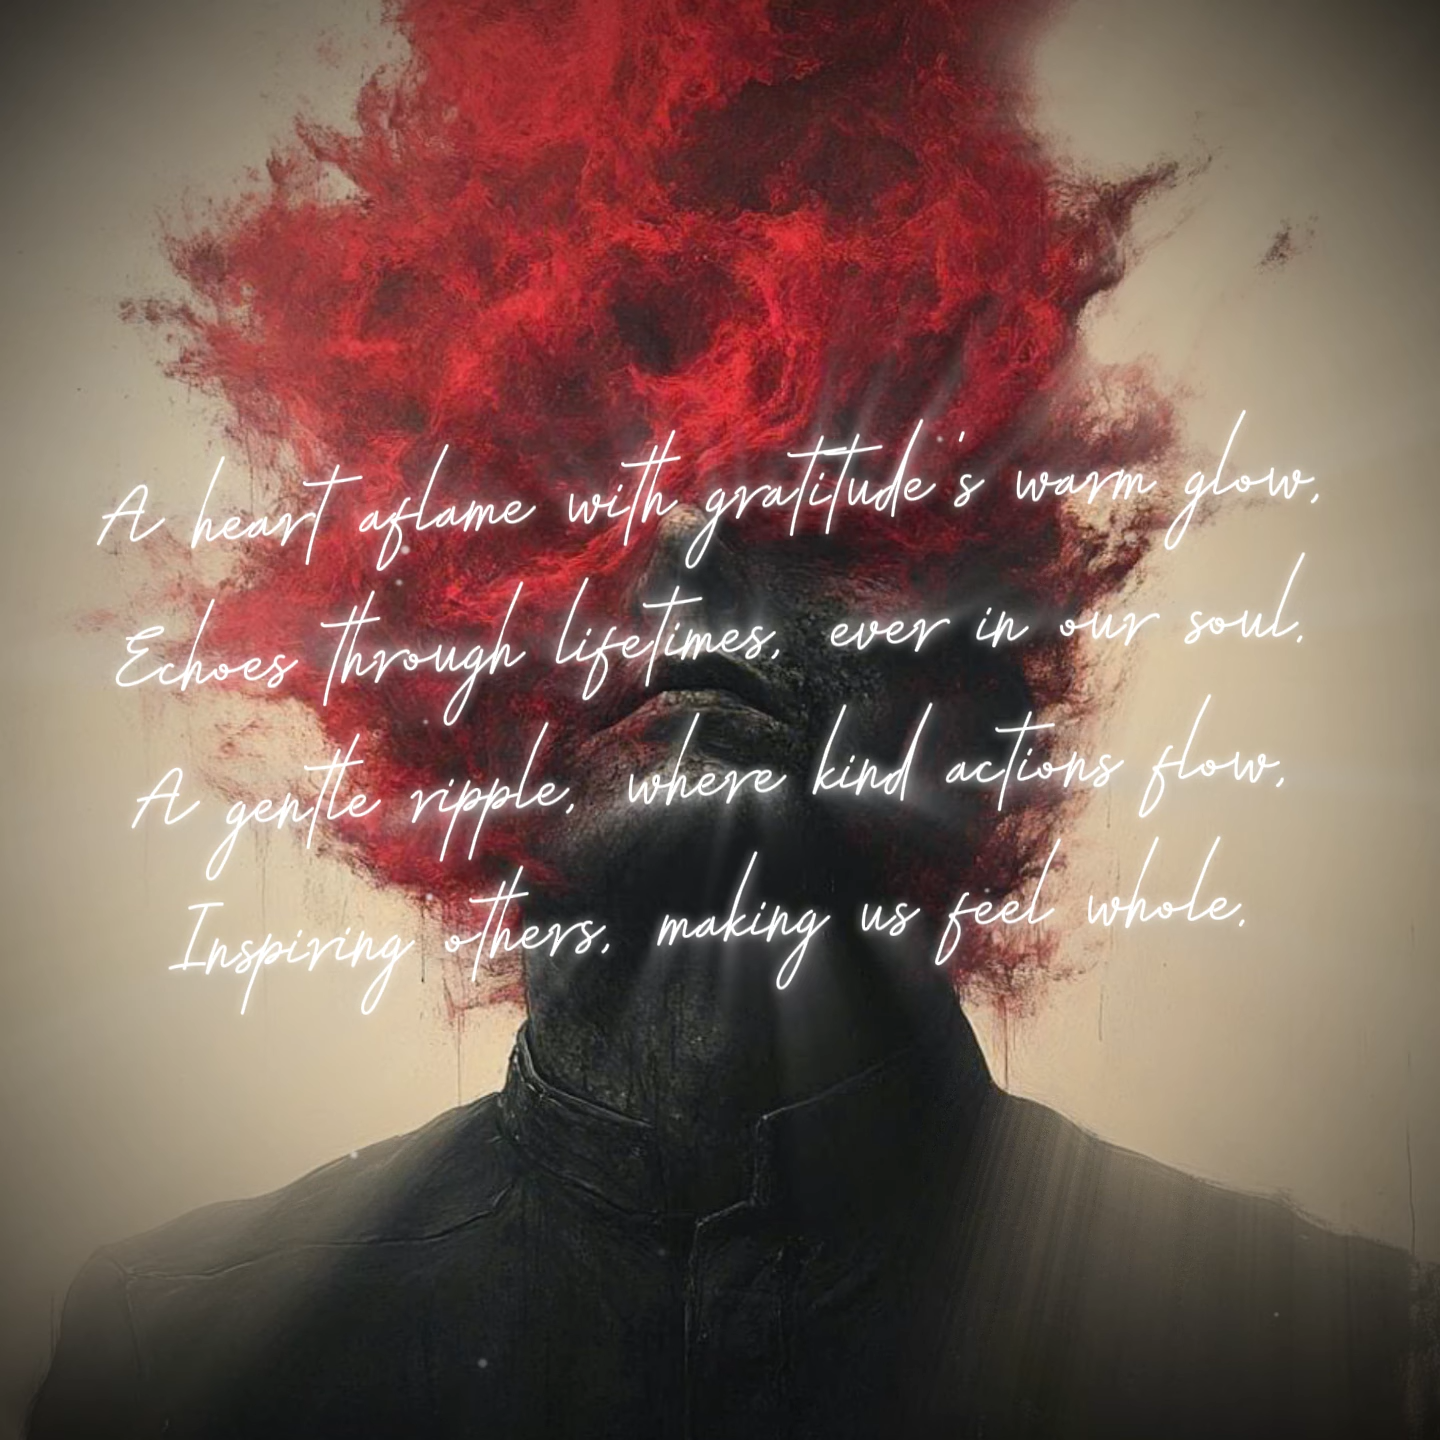 A heart aflame with gratitude's warm glow,
Echoes through lifetimes, ever in our soul.
A gentle ripple, where kind actions flow,
Inspiring others, making us feel whole.